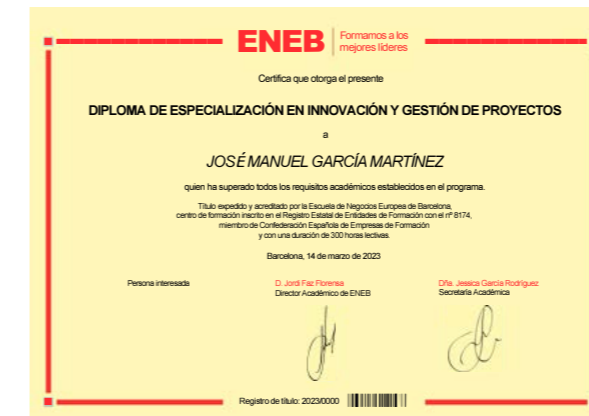 ENEB
Formamos a los
mejores líderes
Certifica que otorga el presente
DIPLOMA DE ESPECIALIZACIÓN EN INNOVACIÓN Y GESTIÓN DE PROYECTOS
a
JOSÉ MANUEL GARCÍA MARTÍNEZ
quien ha superado todos los requisitos académicos establecidos en el programa.
Título expedido y acreditado por la Escuela de Negocios Europea de Barcelona,
centro de formación inscrito en el Registro Estatal de Entidades de Formación con el nº 8174,
miembro de Confederación Española de Empresas de Formación
y con una duración de 300 horas lectivas.
Barcelona, 14 de marzo de 2023
Persona interesada
D. Jordi Faz Florensa
Director Académico de ENEB
Dña. Jessica García Rodríguez
Secretaría Académica
Registro de título: 2023/0000